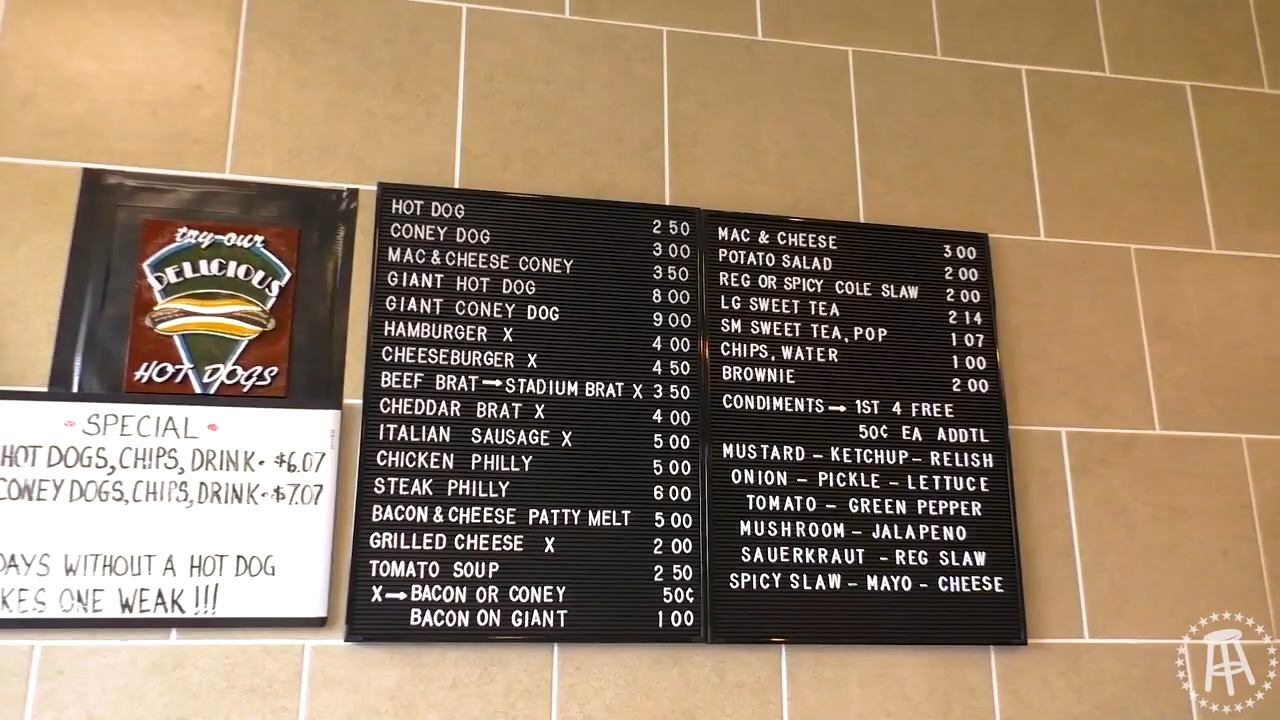 try our
DELICIOUS
HOT DOGS
SPECIAL
HOT DOGS, CHIPS, DRINK - $6.07
CONEY DOGS, CHIPS, DRINK - $7.07
DAYS WITHOUT A HOT DOG
KES ONE WEAK!!!
HOT DOG 2 50
CONEY DOG 3 00
MAC & CHEESE CONEY 3 50
GIANT HOT DOG 8 00
GIANT CONEY DOG 9 00
HAMBURGER X 4 00
CHEESEBURGER X 4 50
BEEF BRAT → STADIUM BRAT X 3 50
CHEDDAR BRAT X 4 00
ITALIAN SAUSAGE X 5 00
CHICKEN PHILLY 5 00
STEAK PHILLY 6 00
BACON & CHEESE PATTY MELT 5 00
GRILLED CHEESE X 2 00
TOMATO SOUP 2 50
X → BACON OR CONEY 50¢
BACON ON GIANT 1 00
MAC & CHEESE 3 00
POTATO SALAD 2 00
REG OR SPICY COLE SLAW 2 00
LG SWEET TEA 2 14
SM SWEET TEA, POP 1 07
CHIPS, WATER 1 00
BROWNIE 2 00
CONDIMENTS → 1ST 4 FREE
50¢ EA ADDTL
MUSTARD - KETCHUP - RELISH
ONION - PICKLE - LETTUCE
TOMATO - GREEN PEPPER
MUSHROOM - JALAPENO
SAUERKRAUT - REG SLAW
SPICY SLAW - MAYO - CHEESE